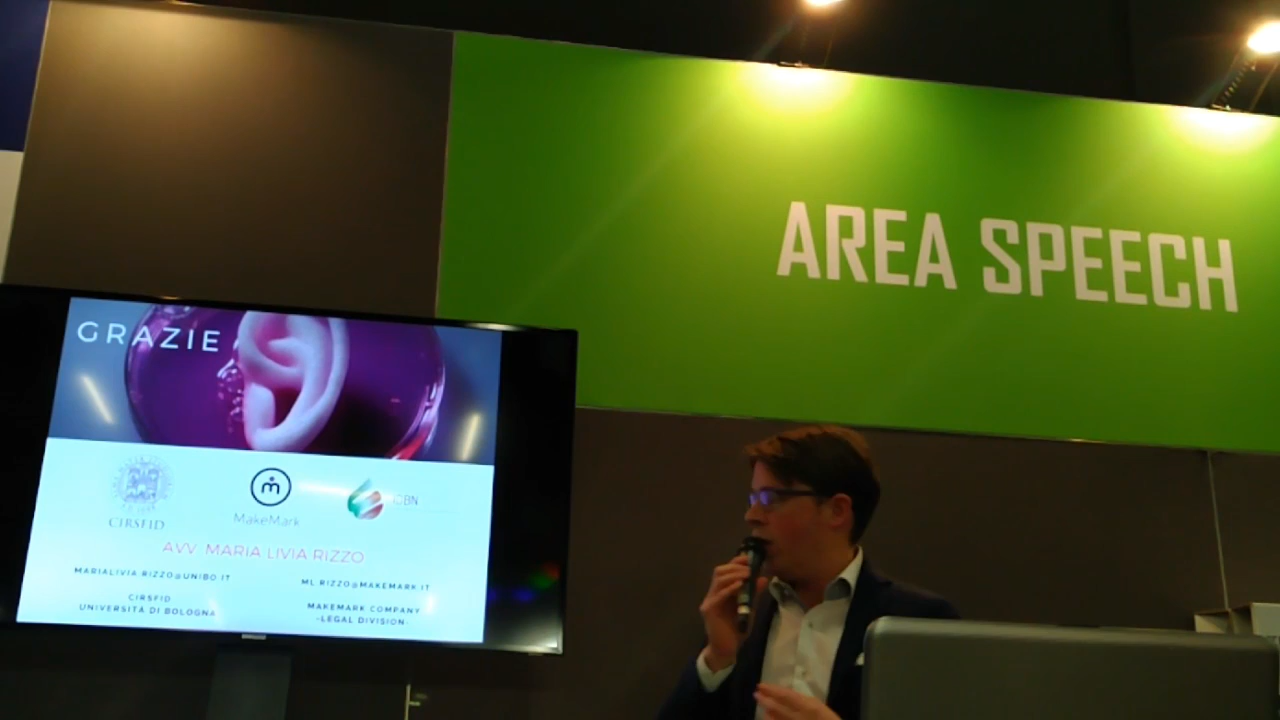 AREA SPEECH
GRAZIE
CIRSFID
MakeMark
AVV. MARIA LIVIA RIZZO
MARIALIVIA.RIZZO@UNIBO.IT
ML.RIZZO@MAKEMARK.IT
CIRSFID
UNIVERSITÀ DI BOLOGNA
MAKEMARK COMPANY
-LEGAL DIVISION-